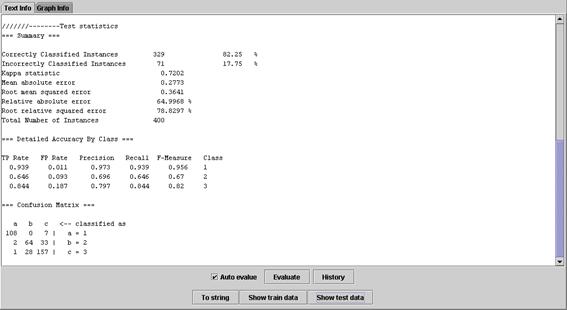 Text Info Graph Info
///////--------Test statistics
=== Summary ===
Correctly Classified Instances 329 82.25 %
Incorrectly Classified Instances 71 17.75 %
Kappa statistic 0.7202
Mean absolute error 0.2773
Root mean squared error 0.3641
Relative absolute error 64.9968 %
Root relative squared error 78.8297 %
Total Number of Instances 400
=== Detailed Accuracy By Class ===
TP Rate FP Rate Precision Recall F-Measure Class
0.939 0.011 0.973 0.939 0.956 1
0.646 0.093 0.696 0.646 0.67 2
0.844 0.187 0.797 0.844 0.82 3
=== Confusion Matrix ===
a b c <-- classified as
108 0 7 | a = 1
2 64 33 | b = 2
1 28 157 | c = 3
Auto evalue Evaluate History
To string Show train data Show test data